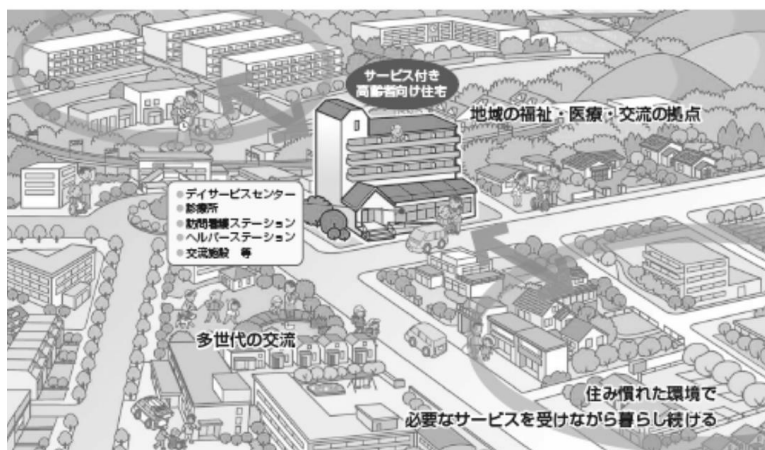 サービス付き
高齢者向け住宅
地域の福祉・医療・交流の拠点
デイサービスセンター
診療所
訪問看護ステーション
ヘルパーステーション
交流施設 等
多世代の交流
住み慣れた環境で
必要なサービスを受けながら暮らし続ける